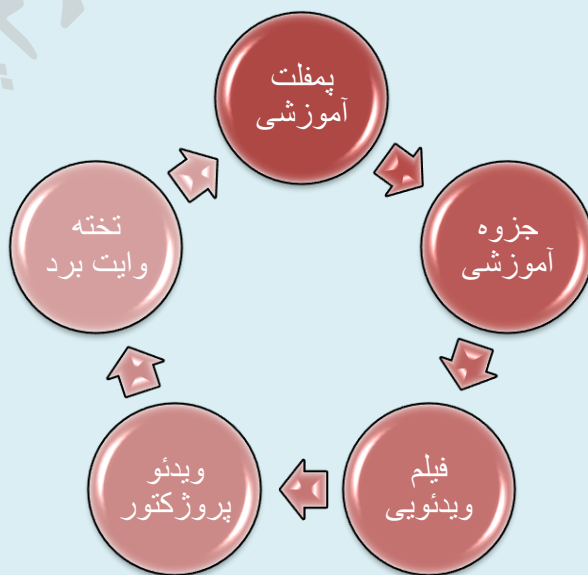 پمفلت
آموزشی
جزوه
آموزشی
فیلم
ویدئویی
ویدئو
پروژکتور
تخته
وایت برد